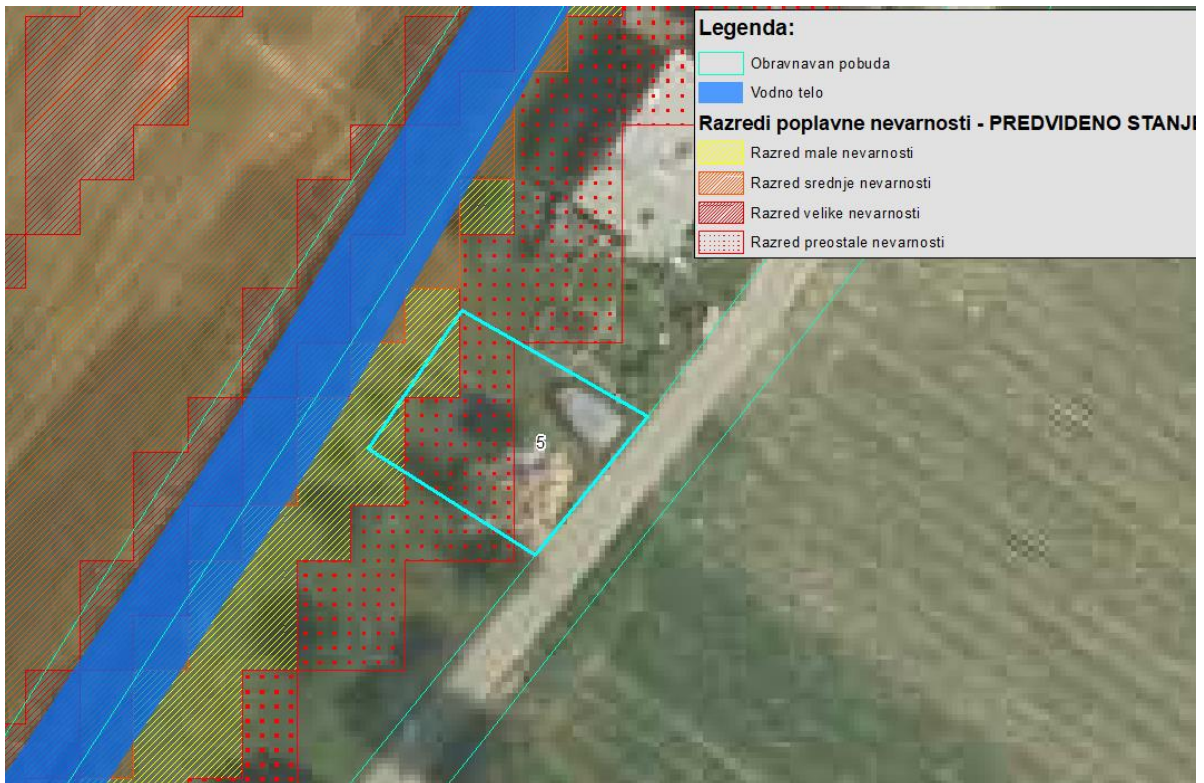 Legenda:
Obravnavan pobuda
Vodno telo
Razredi poplavne nevarnosti - PREDVIDENO STANJE
Razred male nevarnosti
Razred srednje nevarnosti
Razred velike nevarnosti
Razred preostale nevarnosti
5